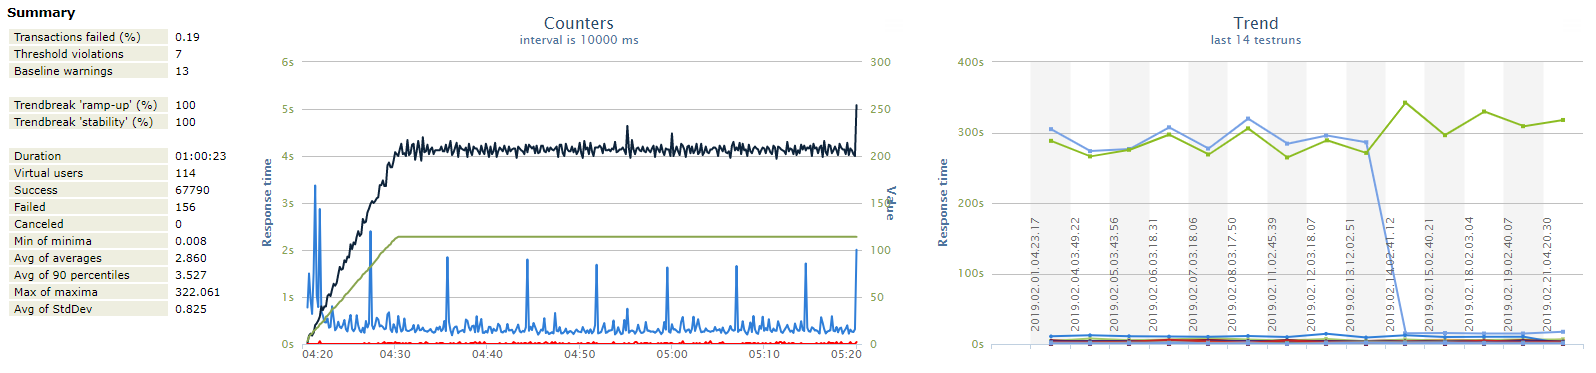 Summary
Transactions failed (%) 0.19
Threshold violations 7
Baseline warnings 13
Trendbreak 'ramp-up' (%) 100
Trendbreak 'stability' (%) 100
Duration 01:00:23
Virtual users 114
Success 67790
Failed 156
Canceled 0
Min of minima 0.008
Avg of averages 2.860
Avg of 90 percentiles 3.527
Max of maxima 322.061
Avg of StdDev 0.825
Counters
interval is 10000 ms
6s 300
5s 250
4s 200
3s 150
2s 100
1s 50
0s 0
Response time
Value
04:20 04:30 04:40 04:50 05:00 05:10 05:20
Trend
last 14 testruns
400s
300s
200s
100s
0s
Response time
2019.02.01.04.23.17
2019.02.04.03.49.22
2019.02.05.03.43.56
2019.02.06.03.18.31
2019.02.07.03.18.06
2019.02.08.03.17.50
2019.02.11.02.45.39
2019.02.12.03.18.07
2019.02.13.12.02.51
2019.02.14.02.41.12
2019.02.15.02.40.21
2019.02.18.02.03.04
2019.02.19.02.40.07
2019.02.21.04.20.30